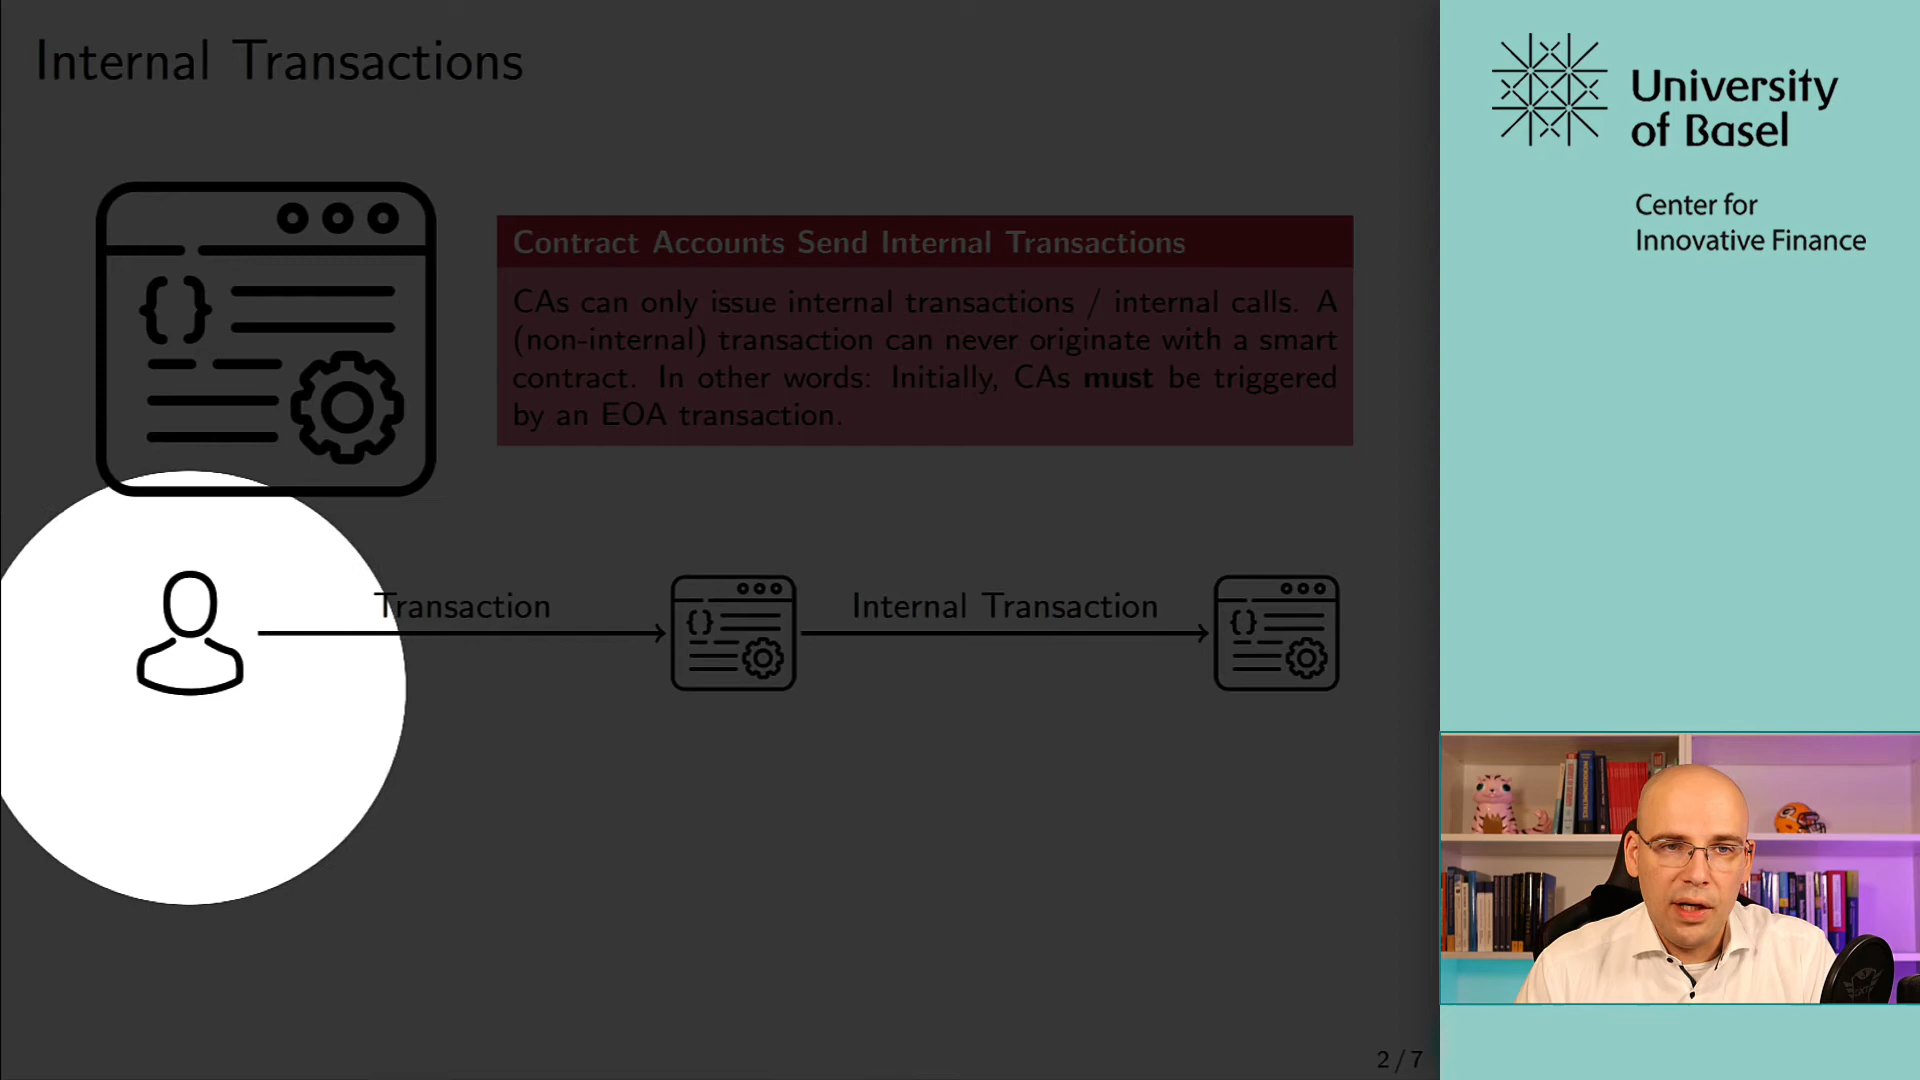 Internal Transactions
Contract Accounts Send Internal Transactions
CAs can only issue internal transactions / internal calls. A
(non-internal) transaction can never originate with a smart
contract. In other words: Initially, CAs must be triggered
by an EOA transaction.
Transaction
Internal Transaction
2 / 7
University
of Basel
Center for
Innovative Finance